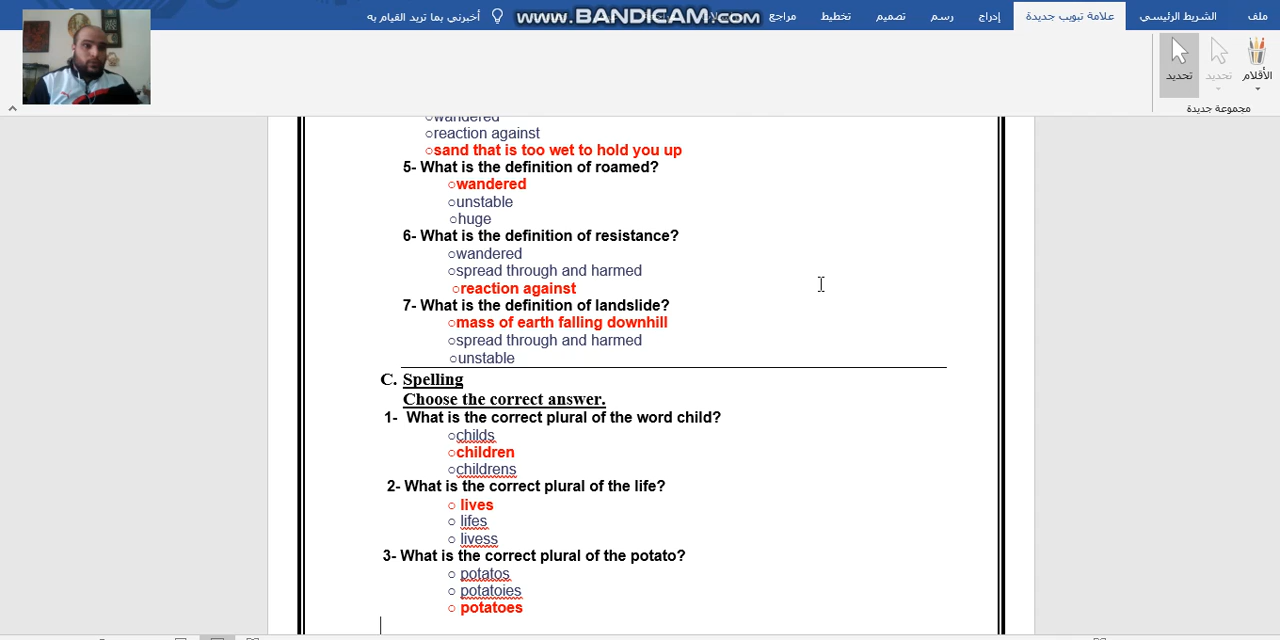 ملف
الشريط الرئيسي
علامة تبويب جديدة
إدراج
رسم
تصميم
تخطيط
مراجع
أخبرني بما تريد القيام به
www.BANDICAM.com
الأقلام
تحديد
تحديد
مجموعة جديدة
○wandered
○reaction against
○sand that is too wet to hold you up
5- What is the definition of roamed?
○wandered
○unstable
○huge
6- What is the definition of resistance?
○wandered
○spread through and harmed
○reaction against
7- What is the definition of landslide?
○mass of earth falling downhill
○spread through and harmed
○unstable
C. Spelling
Choose the correct answer.
1- What is the correct plural of the word child?
○childs
○children
○childrens
2- What is the correct plural of the life?
○ lives
○ lifes
○ livess
3- What is the correct plural of the potato?
○ potatos
○ potatoies
○ potatoes